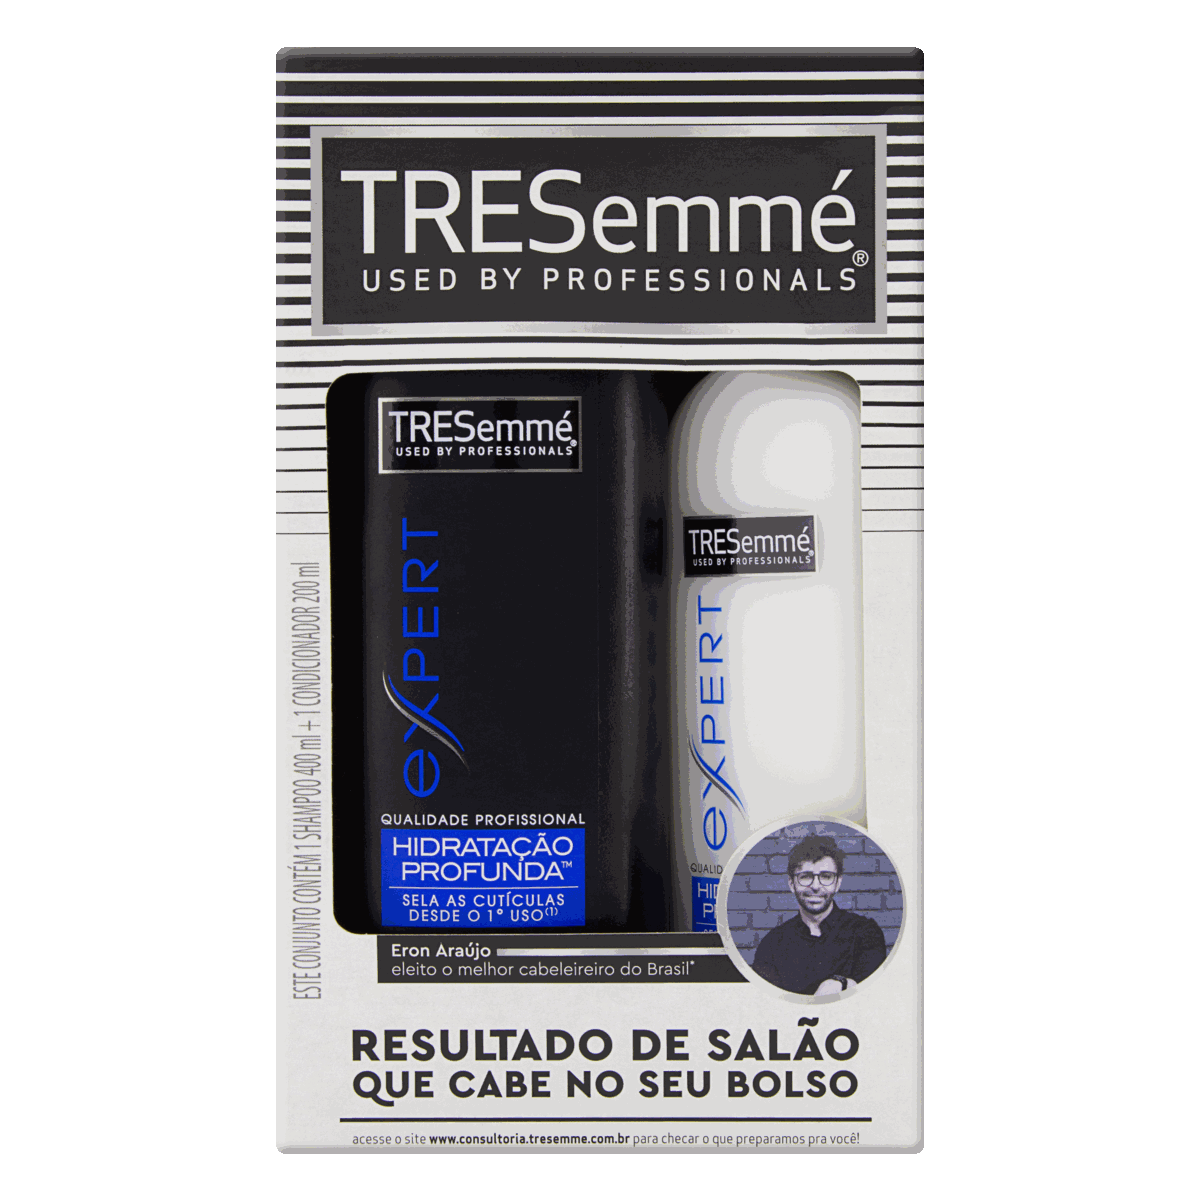 TRESemmé®
USED BY PROFESSIONALS
TRESemmé®
USED BY PROFESSIONALS
eXPERT
QUALIDADE PROFISSIONAL
HIDRATAÇÃO
PROFUNDA™
SELA AS CUTÍCULAS
DESDE O 1º USO(1)
TRESemmé®
USED BY PROFESSIONALS
eXPERT
ESTE CONJUNTO CONTÉM 1 SHAMPOO 400 ml + 1 CONDICIONADOR 200 ml
Eron Araújo
eleito o melhor cabeleireiro do Brasil*
RESULTADO DE SALÃO
QUE CABE NO SEU BOLSO
acesse o site www.consultoria.tresemme.com.br para checar o que preparamos pra você!